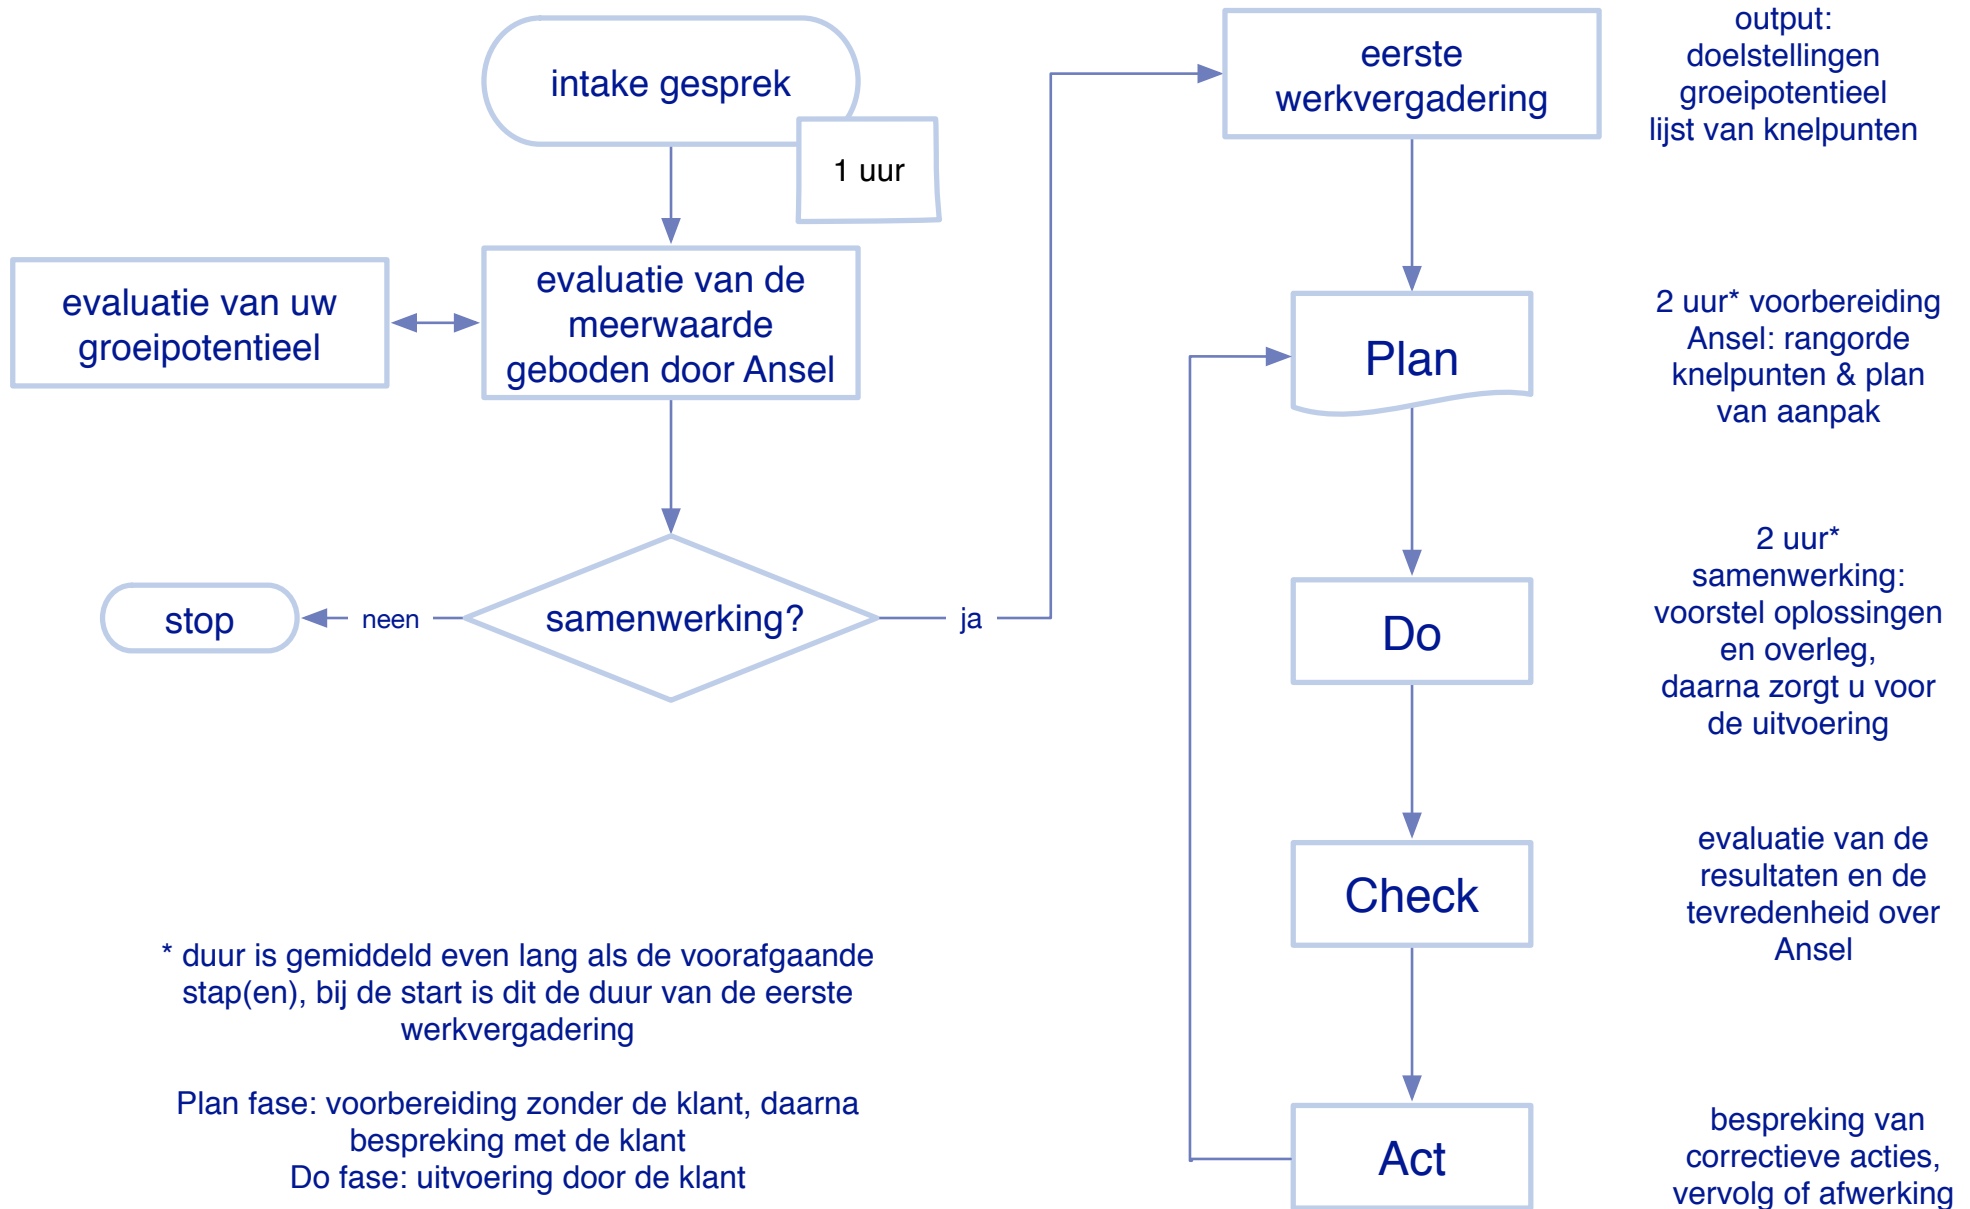 intake gesprek
1 uur
evaluatie van uw
groeipotentieel
evaluatie van de
meerwaarde
geboden door Ansel
samenwerking?
neen
stop
ja
eerste
werkvergadering
output:
doelstellingen
groeipotentieel
lijst van knelpunten
Plan
2 uur* voorbereiding
Ansel: rangorde
knelpunten & plan
van aanpak
Do
2 uur*
samenwerking:
voorstel oplossingen
en overleg,
daarna zorgt u voor
de uitvoering
Check
evaluatie van de
resultaten en de
tevredenheid over
Ansel
Act
bespreking van
correctieve acties,
vervolg of afwerking
* duur is gemiddeld even lang als de voorafgaande
stap(en), bij de start is dit de duur van de eerste
werkvergadering
Plan fase: voorbereiding zonder de klant, daarna
bespreking met de klant
Do fase: uitvoering door de klant